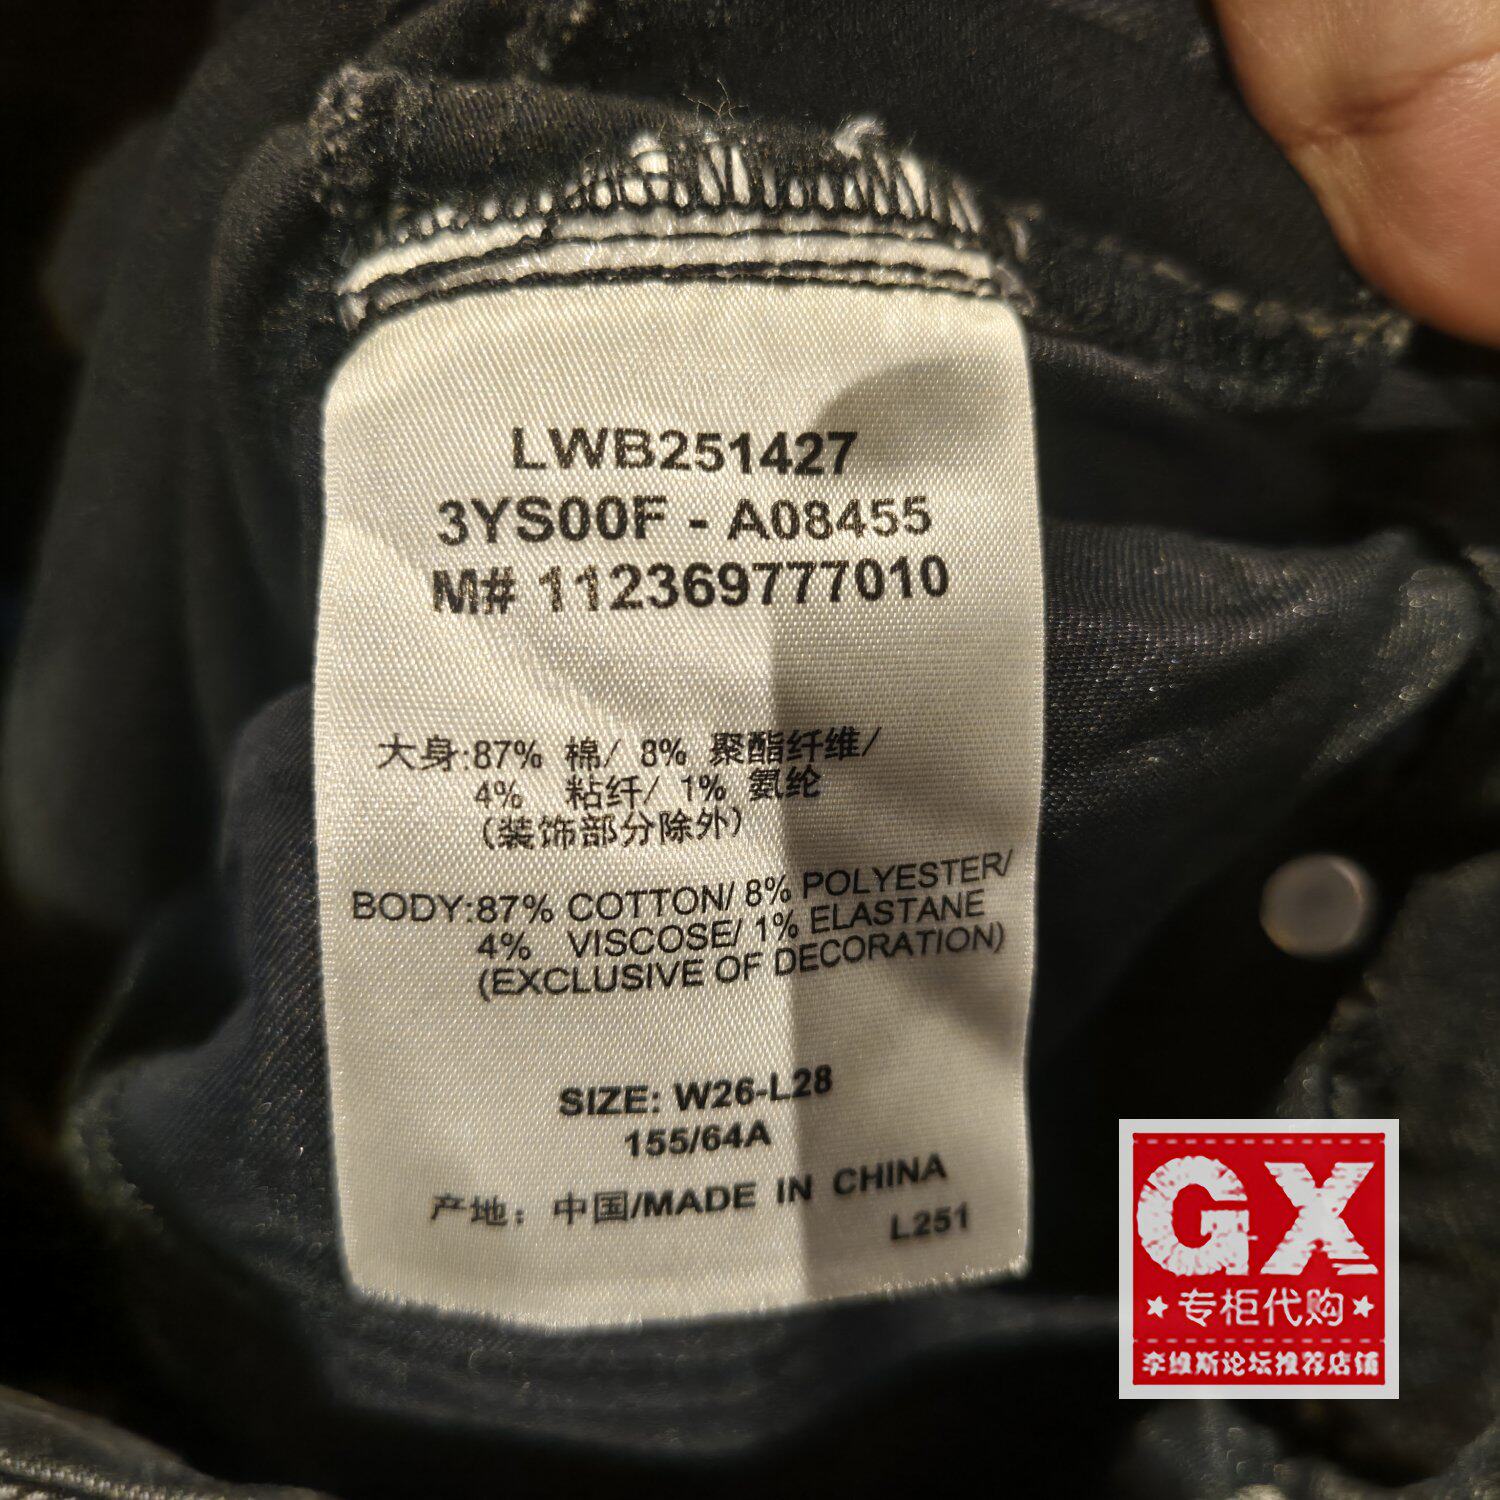 LWB251427
3YS00F - A08455
M# 112369777010
大身:87% 棉/ 8% 聚酯纤维/
4% 粘纤/ 1% 氨纶
(装饰部分除外)
BODY:87% COTTON/ 8% POLYESTER/
4% VISCOSE/ 1% ELASTANE
(EXCLUSIVE OF DECORATION)
SIZE: W26-L28
155/64A
产地：中国/MADE IN CHINA
L251
GX
★专柜代购★
李维斯论坛推荐店铺